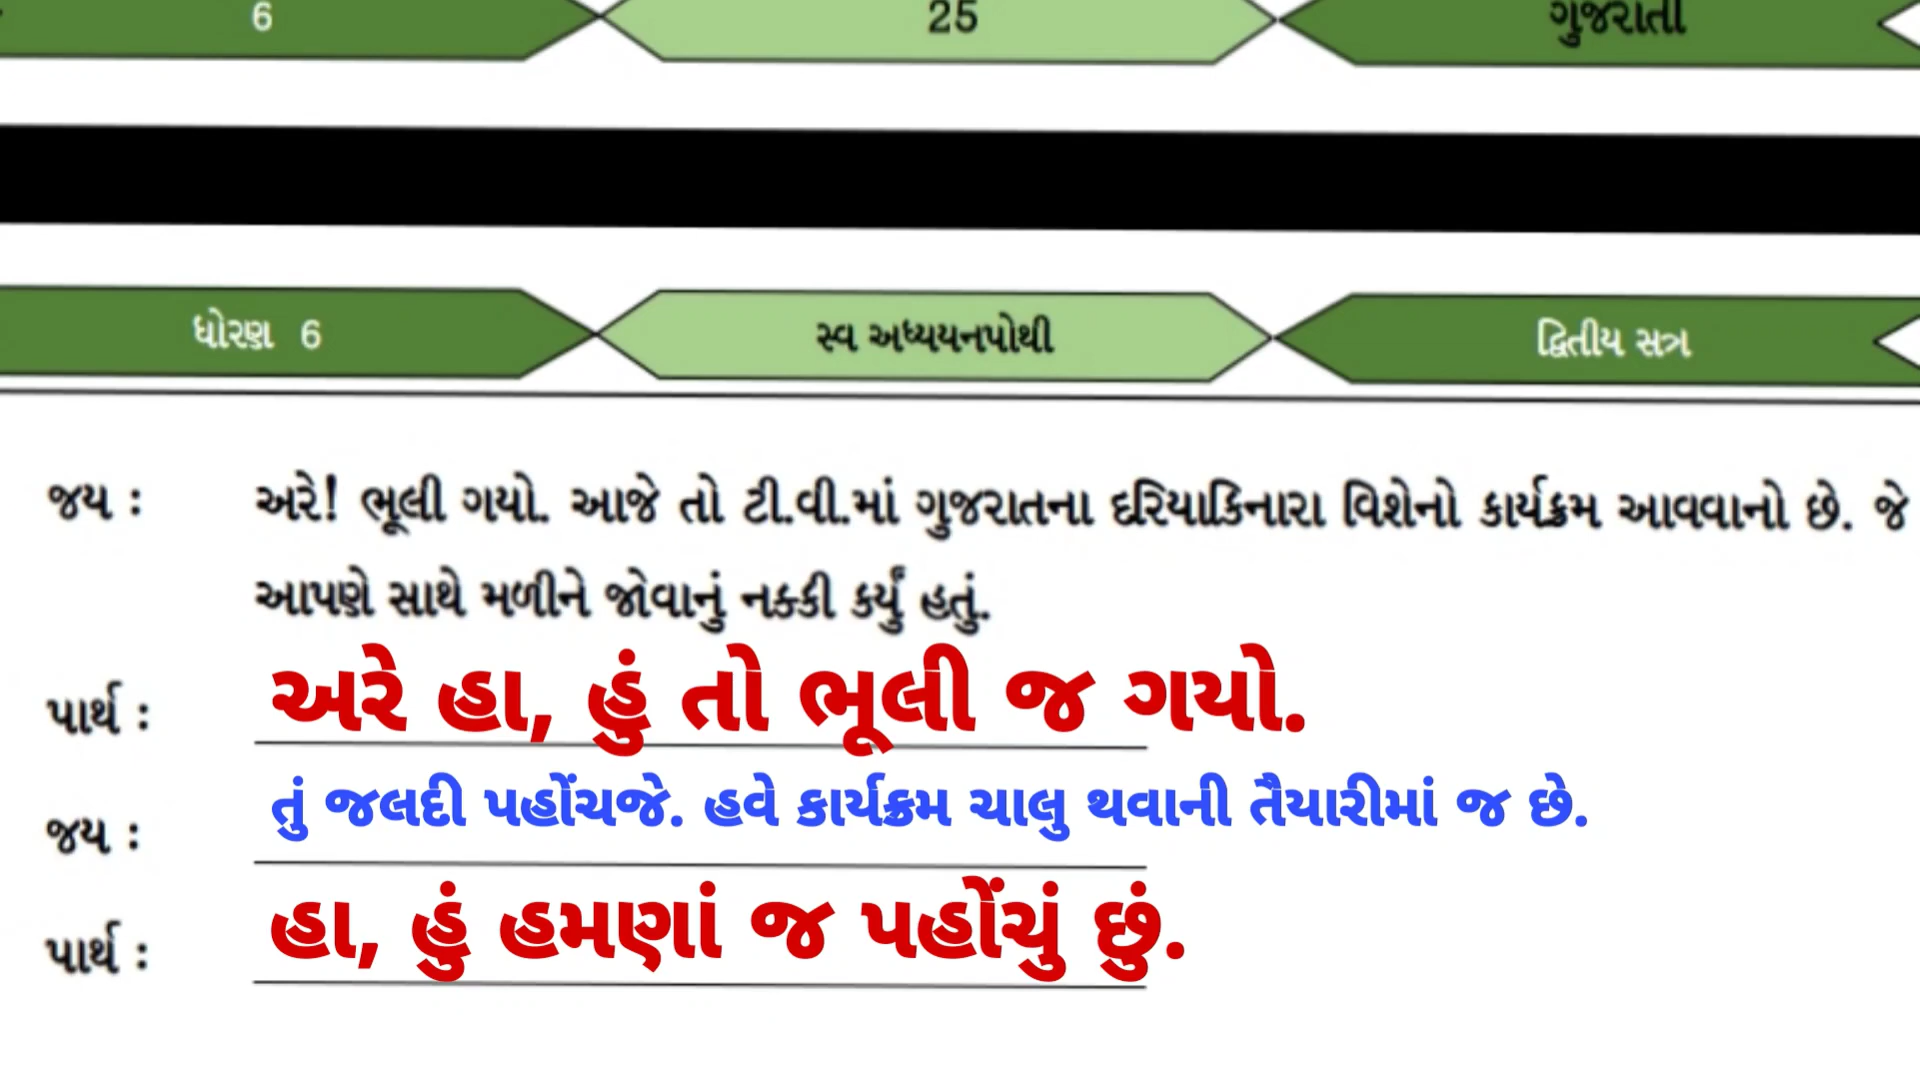 6 25 ગુજરાતી
ધોરણ 6 સ્વ અધ્યયનપોથી દ્વિતીય સત્ર
જય : અરે! ભૂલી ગયો. આજે તો ટી.વી.માં ગુજરાતના દરિયાકિનારા વિશેનો કાર્યક્રમ આવવાનો છે. જે
આપણે સાથે મળીને જોવાનું નક્કી કર્યું હતું.
પાર્થ : અરે હા, હું તો ભૂલી જ ગયો.
જય : તું જલદી પહોંચજે. હવે કાર્યક્રમ ચાલુ થવાની તૈયારીમાં જ છે.
પાર્થ : હા, હું હમણાં જ પહોંચું છું.